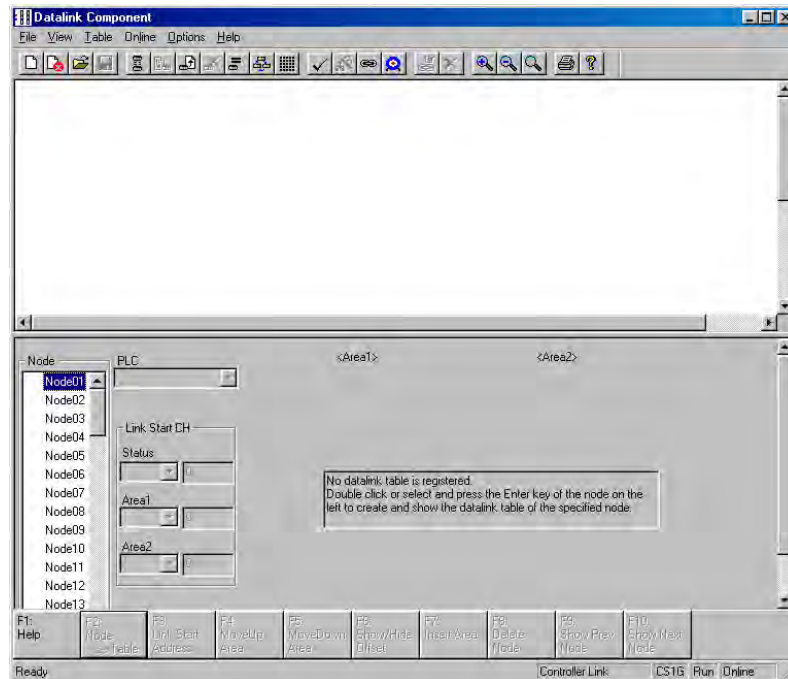 Datalink Component
File View Table Online Options Help
<Area1> <Area2>
Node PLC
Node01
Node02
Node03
Node04
Node05
Node06
Node07
Node08
Node09
Node10
Node11
Node12
Node13
Link Start CH
Status
0
Area1
0
Area2
0
No datalink table is registered.
Double click or select and press the Enter key of the node on the
left to create and show the datalink table of the specified node.
F1: F2: F3: F4: F5: F6: F7: F8: F9: F10:
Help Node Link Start MoveUp MoveDown Show/Hide Insert Area Delete Show Prev Show Next
Table Address Area Area Offset Node Node Node
Ready Controller Link CS1G Run Online